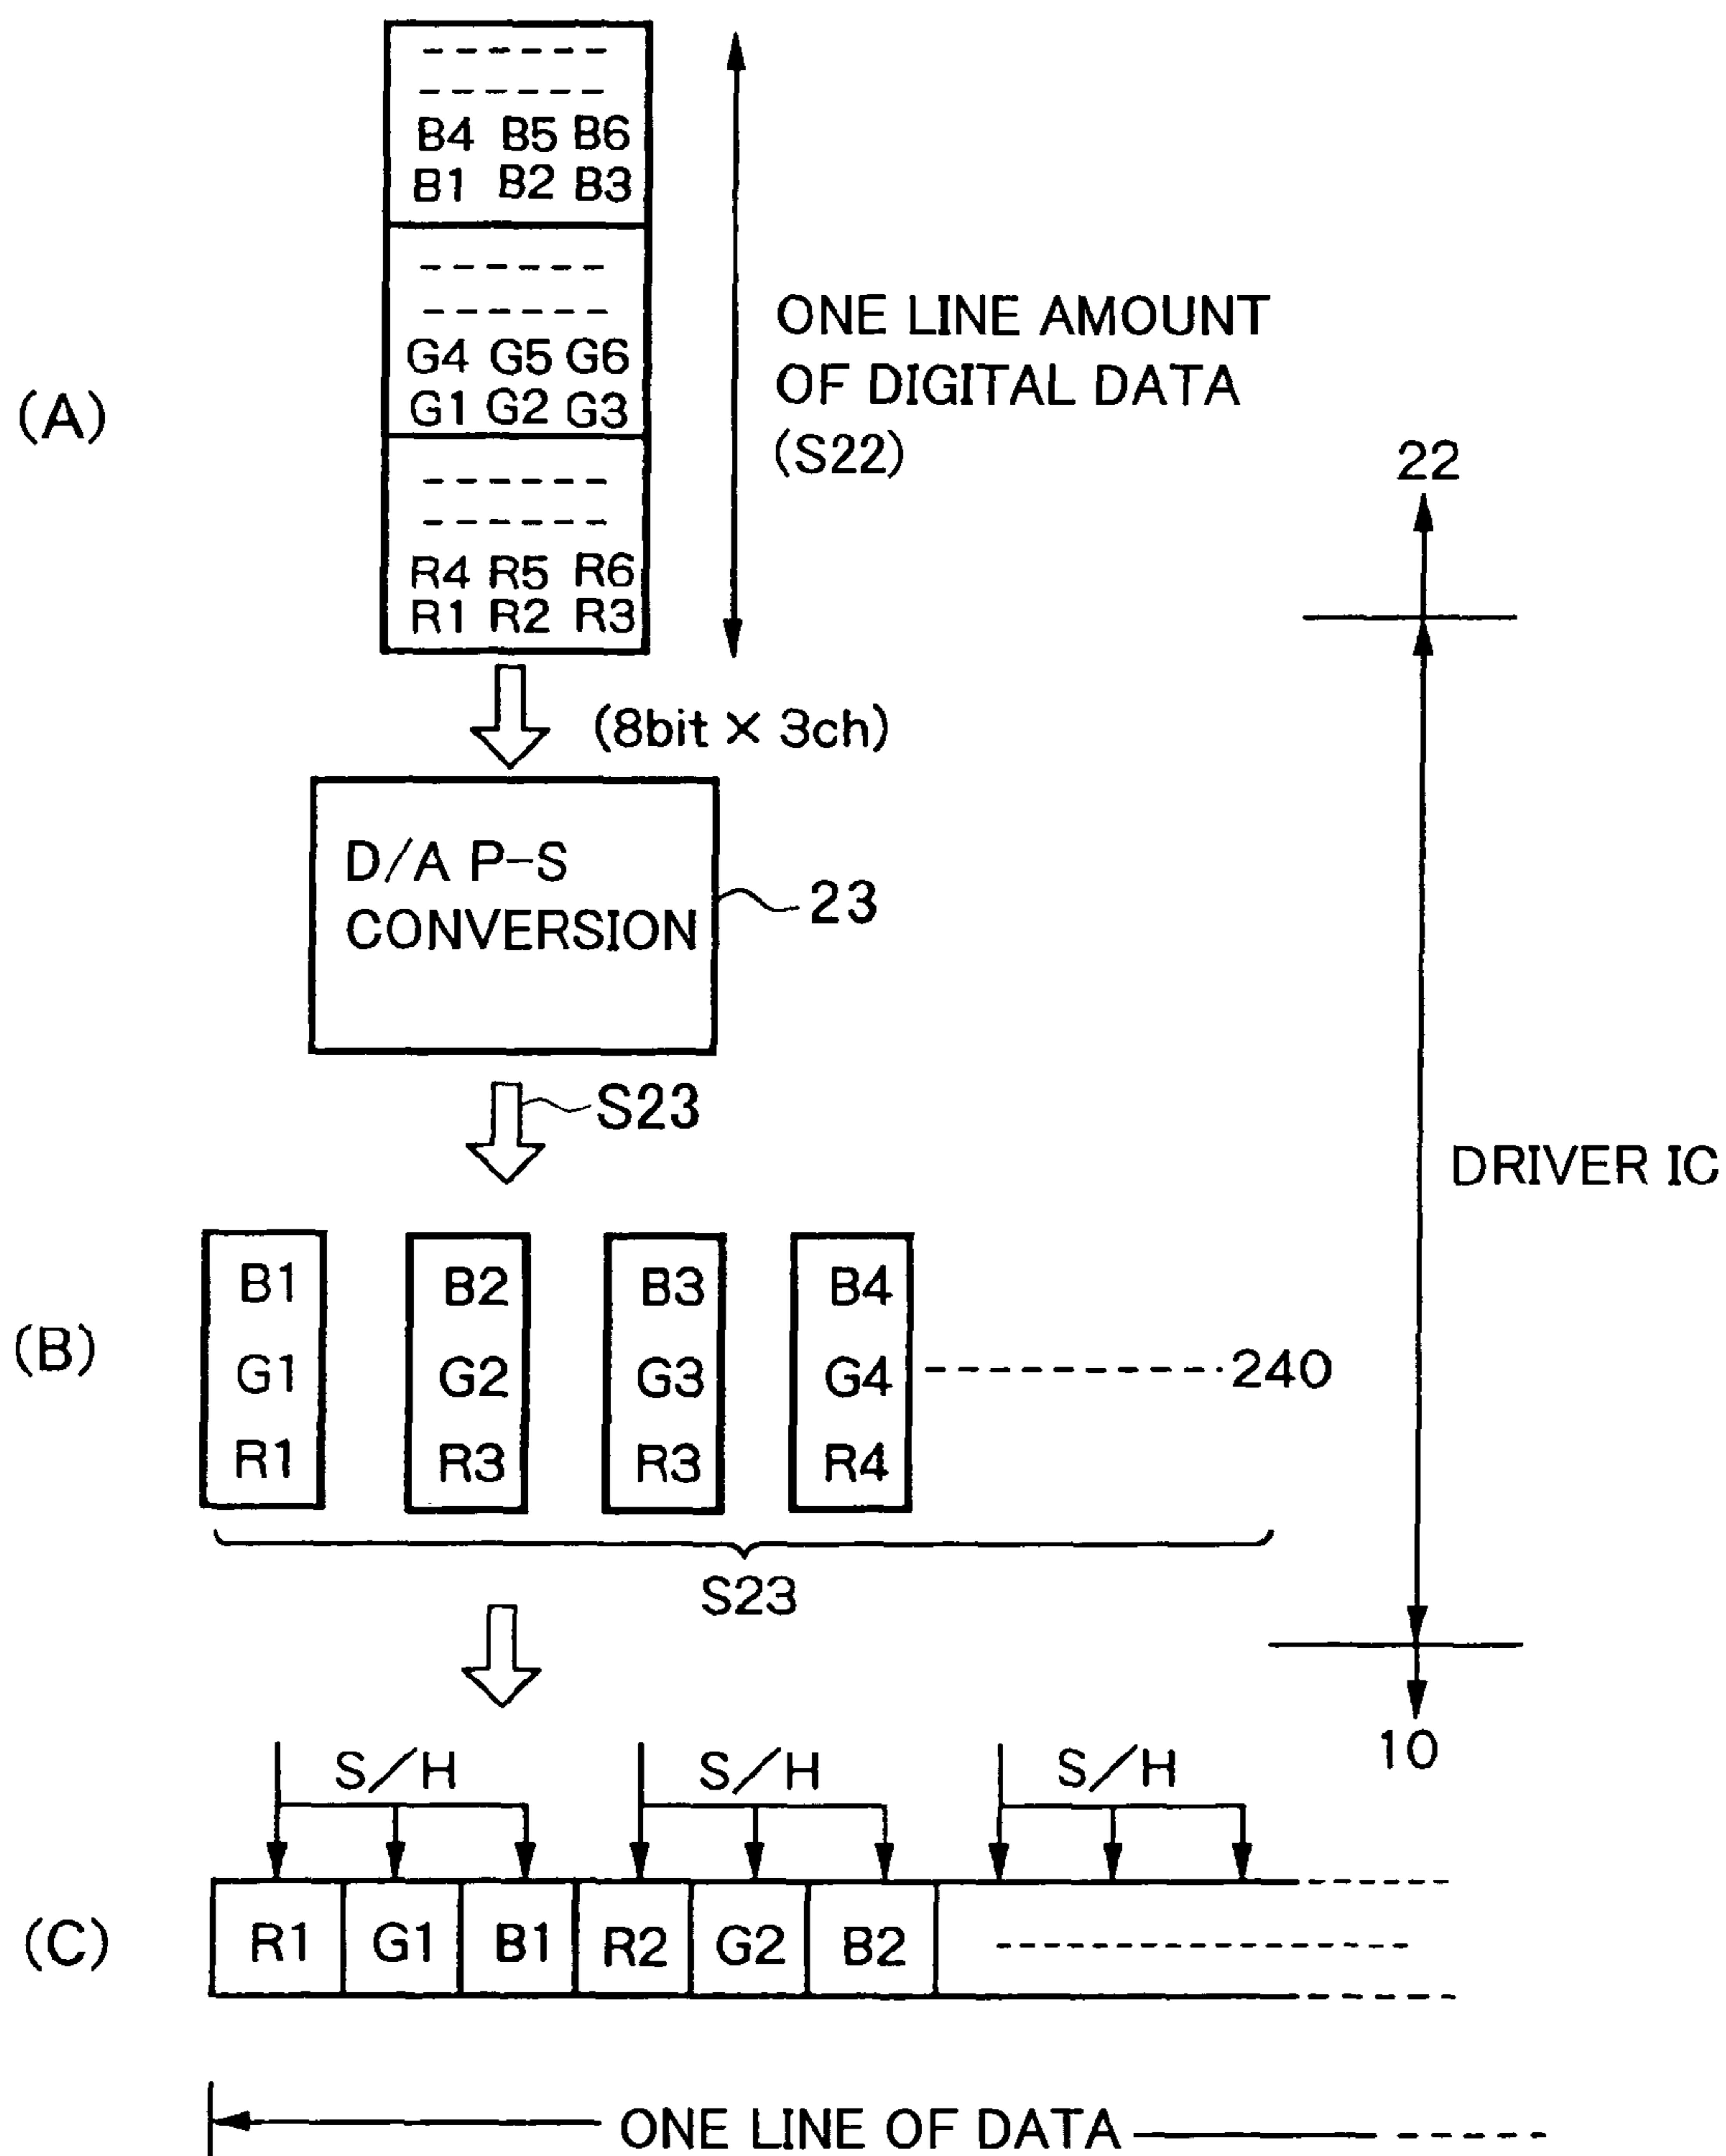 B4 B5 B6
B1 B2 B3
G4 G5 G6
G1 G2 G3
R4 R5 R6
R1 R2 R3
(A)
ONE LINE AMOUNT
OF DIGITAL DATA
(S22)
22
(8bit × 3ch)
D/A P-S
CONVERSION
23
S23
DRIVER IC
(B)
B1 B2 B3 B4
G1 G2 G3 G4
240
R1 R3 R3 R4
S23
10
S/H S/H S/H
(C)
R1 G1 B1 R2 G2 B2
ONE LINE OF DATA